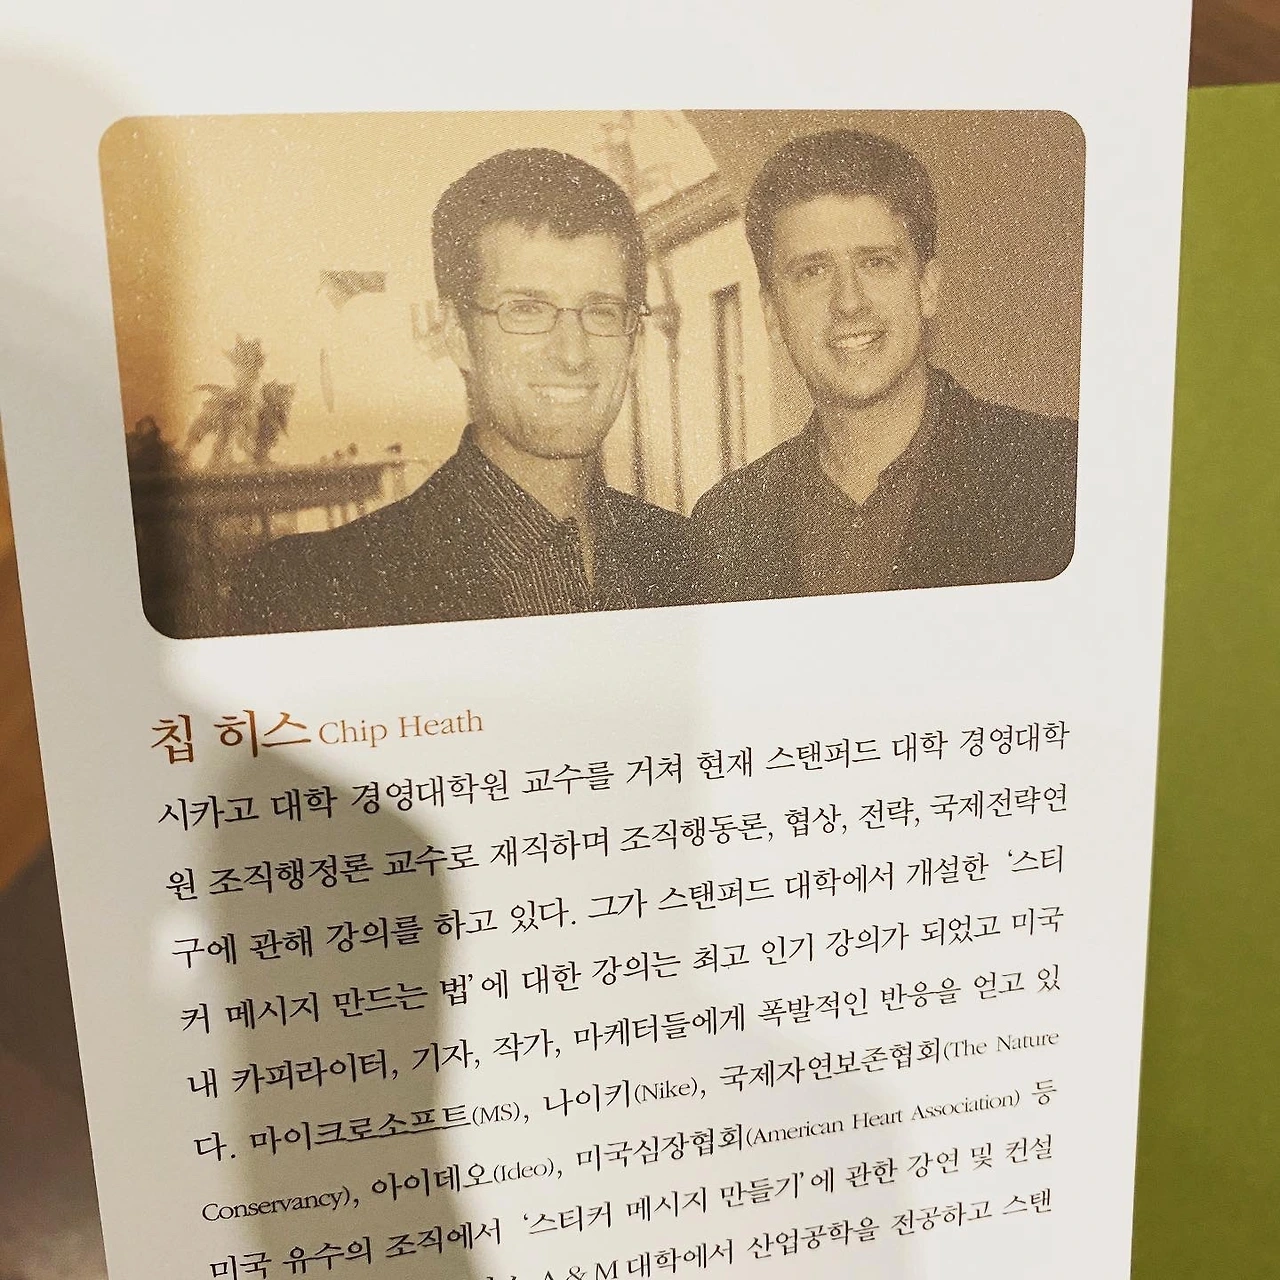 칩 히스 Chip Heath
시카고 대학 경영대학원 교수를 거쳐 현재 스탠퍼드 대학 경영대학
원 조직행정론 교수로 재직하며 조직행동론, 협상, 전략, 국제전략연
구에 관해 강의를 하고 있다. 그가 스탠퍼드 대학에서 개설한 ‘스티
커 메시지 만드는 법’에 대한 강의는 최고 인기 강의가 되었고 미국
내 카피라이터, 기자, 작가, 마케터들에게 폭발적인 반응을 얻고 있
다. 마이크로소프트(MS), 나이키(Nike), 국제자연보존협회(The Nature
Conservancy), 아이데오(Ideo), 미국심장협회(American Heart Association) 등
미국 유수의 조직에서 ‘스티커 메시지 만들기’에 관한 강연 및 컨설
A & M 대학에서 산업공학을 전공하고 스탠